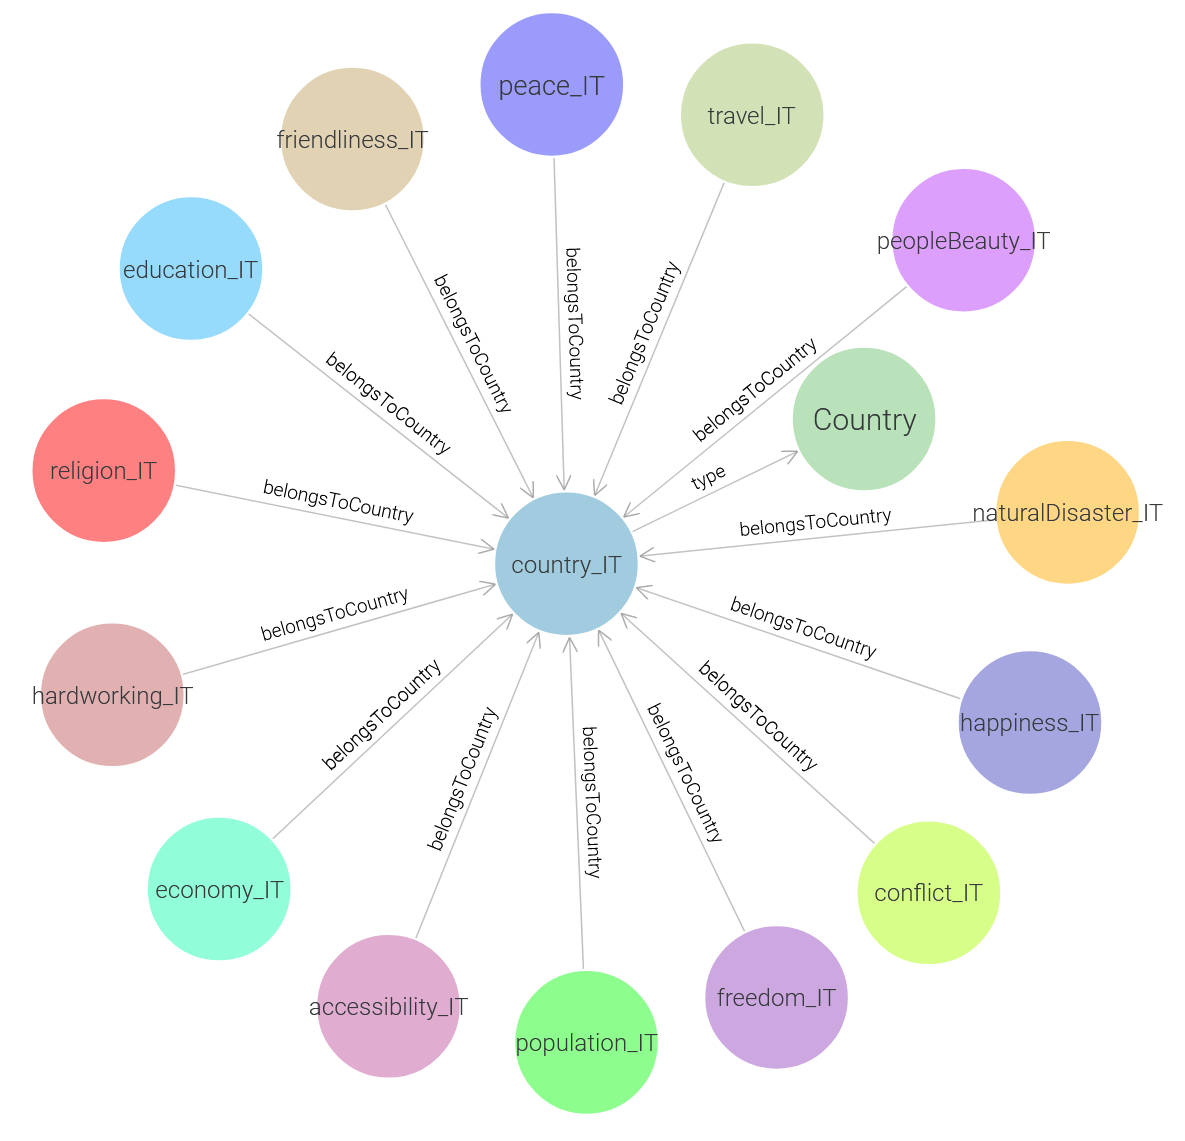 peace_IT
travel_IT
friendliness_IT
peopleBeauty_IT
education_IT
belongsToCountry
belongsToCountry
belongsToCountry
belongsToCountry
belongsToCountry
belongsToCountry
Country
religion_IT
type
belongsToCountry
belongsToCountry
naturalDisaster_IT
country_IT
belongsToCountry
belongsToCountry
hardworking_IT
happiness_IT
belongsToCountry
belongsToCountry
belongsToCountry
belongsToCountry
belongsToCountry
economy_IT
conflict_IT
accessibility_IT
freedom_IT
population_IT